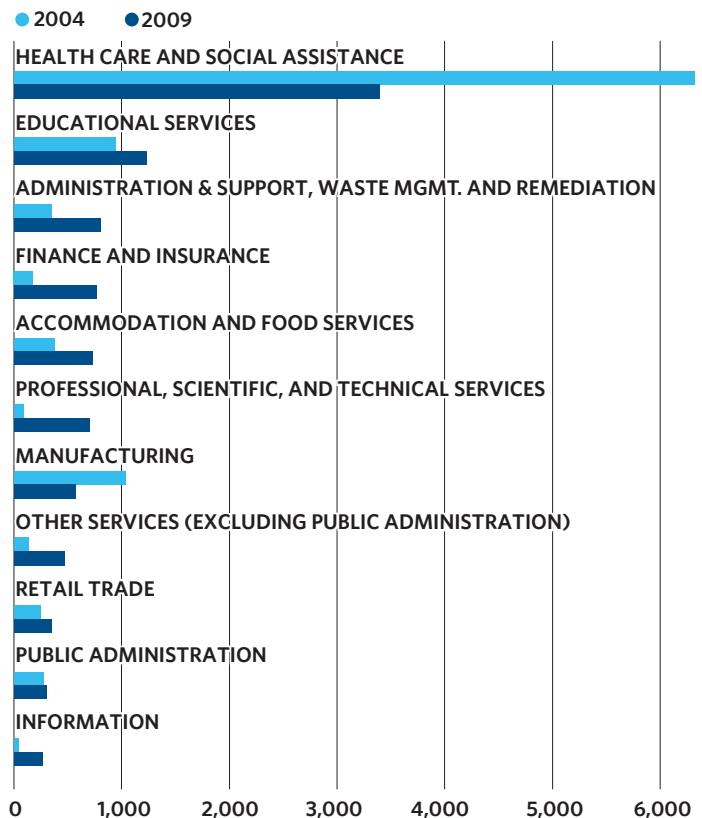 2004 2009
HEALTH CARE AND SOCIAL ASSISTANCE
EDUCATIONAL SERVICES
ADMINISTRATION & SUPPORT, WASTE MGMT. AND REMEDIATION
FINANCE AND INSURANCE
ACCOMMODATION AND FOOD SERVICES
PROFESSIONAL, SCIENTIFIC, AND TECHNICAL SERVICES
MANUFACTURING
OTHER SERVICES (EXCLUDING PUBLIC ADMINISTRATION)
RETAIL TRADE
PUBLIC ADMINISTRATION
INFORMATION
0 1,000 2,000 3,000 4,000 5,000 6,000